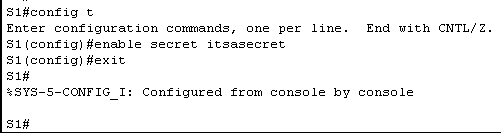 S1#config t
Enter configuration commands, one per line.  End with CNTL/Z.
S1(config)#enable secret itsasecret
S1(config)#exit
S1#
%SYS-5-CONFIG_I: Configured from console by console
S1#